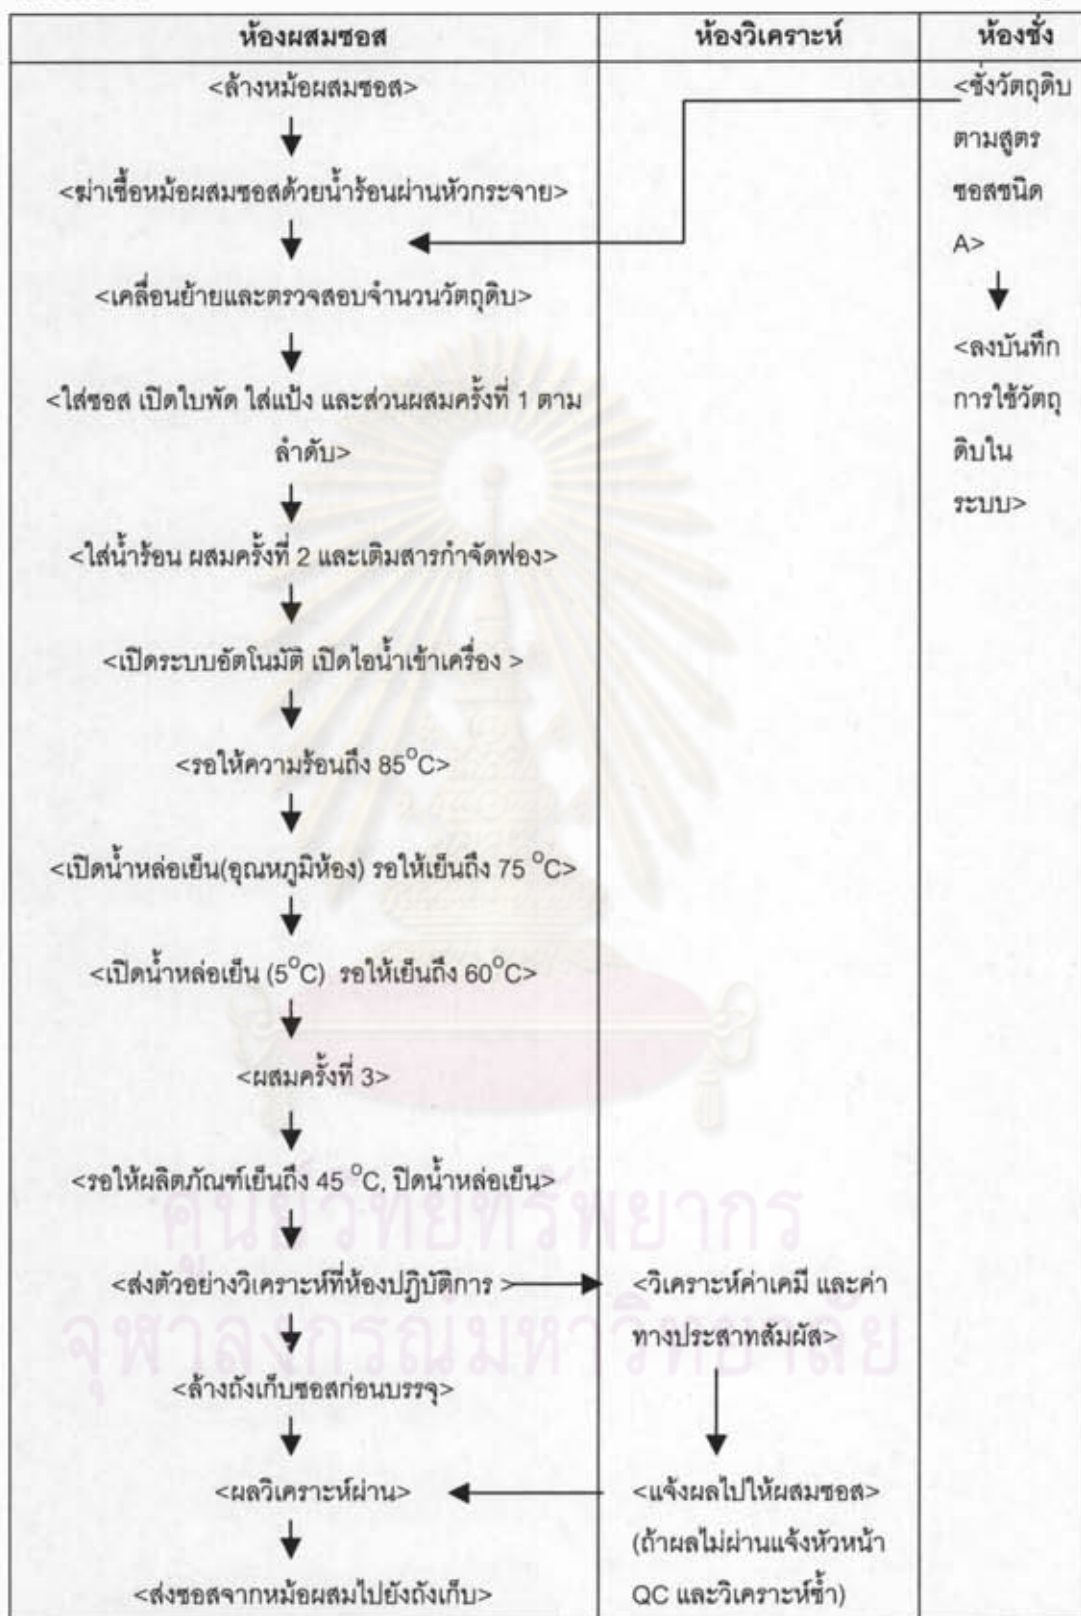 ห้องผสมซอส
<ล้างหม้อผสมซอส>
<ฆ่าเชื้อหม้อผสมซอสด้วยน้ำร้อนผ่านหัวกระจาย>
<เคลื่อนย้ายและตรวจสอบจำนวนวัตถุดิบ>
<ใส่ซอส เปิดใบพัด ใส่แป้ง และส่วนผสมครั้งที่ 1 ตาม
ลำดับ>
<ใส่น้ำร้อน ผสมครั้งที่ 2 และเติมสารกำจัดฟอง>
<เปิดระบบอัตโนมัติ เปิดไอน้ำเข้าเครื่อง >
<รอให้ความร้อนถึง 85°C>
<เปิดน้ำหล่อเย็น(อุณหภูมิห้อง) รอให้เย็นถึง 75 °C>
<เปิดน้ำหล่อเย็น (5°C) รอให้เย็นถึง 60°C>
<ผสมครั้งที่ 3>
<รอให้ผลิตภัณฑ์เย็นถึง 45 °C, ปิดน้ำหล่อเย็น>
<ส่งตัวอย่างวิเคราะห์ที่ห้องปฏิบัติการ >
<ล้างถังเก็บซอสก่อนบรรจุ>
<ผลวิเคราะห์ผ่าน>
<ส่งซอสจากหม้อผสมไปยังถังเก็บ>
ห้องวิเคราะห์
<วิเคราะห์ค่าเคมี และค่า
ทางประสาทสัมผัส>
<แจ้งผลไปให้ผสมซอส>
(ถ้าผลไม่ผ่านแจ้งหัวหน้า
QC และวิเคราะห์ซ้ำ)
ห้องชั่ง
<ชั่งวัตถุดิบ
ตามสูตร
ซอสชนิด
A>
<ลงบันทึก
การใช้วัตถุ
ดิบใน
ระบบ>
ศูนย์วิทยทรัพยากร
จุฬาลงกรณ์มหาวิทยาลัย